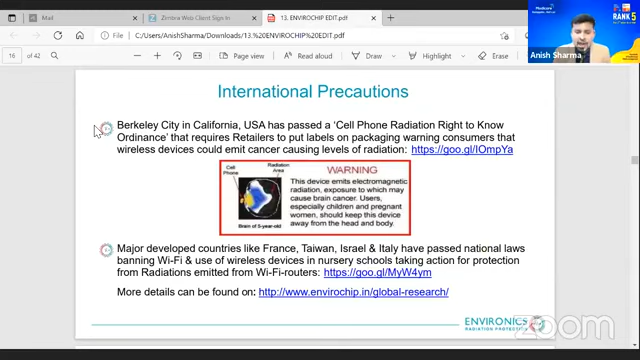 Mail
Zimbra Web Client Sign In
13. ENVIROCHIP EDIT.pdf
File
C:/Users/AnishSharma/Downloads/13.%20ENVIROCHIP%20EDIT.pdf
16
of 42
Page view
Read aloud
Draw
Highlight
Erase
Anish Sharma
RANK 5
International Precautions
Berkeley City in California, USA has passed a ‘Cell Phone Radiation Right to Know
Ordinance’ that requires Retailers to put labels on packaging warning consumers that
wireless devices could emit cancer causing levels of radiation: https://goo.gl/IOmpYa
Cell Phone
Radiation Area
Brain of 5-year-old
WARNING
This device emits electromagnetic
radiation, exposure to which may
cause brain cancer. Users,
especially children and pregnant
women, should keep this device
away from the head and body.
Major developed countries like France, Taiwan, Israel & Italy have passed national laws
banning Wi-Fi & use of wireless devices in nursery schools taking action for protection
from Radiations emitted from Wi-Fi-routers: https://goo.gl/MyW4ym
More details can be found on: http://www.envirochip.in/global-research/
ENVIRONICS
RADIATION PROTECTION
zoom